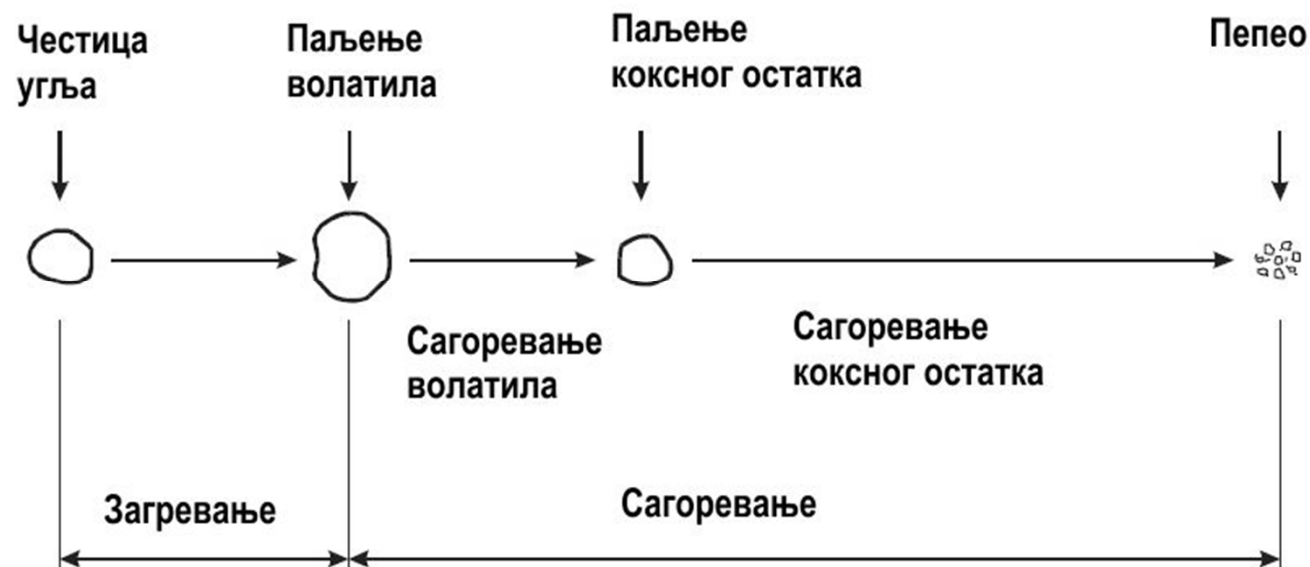 Честица
угља
Паљење
волатила
Паљење
коксног остатка
Пепео
Сагоревање
волатила
Сагоревање
коксног остатка
Загревање
Сагоревање